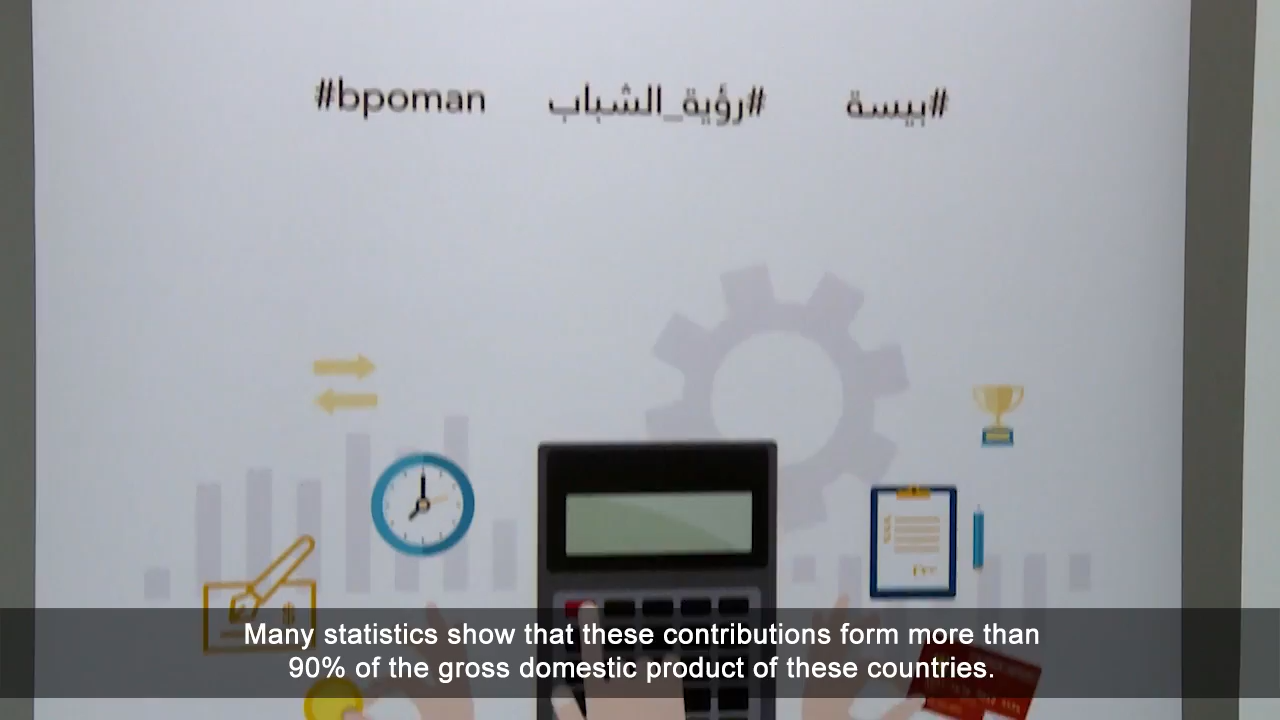 #bpoman #رؤية_الشباب #بيسة
Many statistics show that these contributions form more than
90% of the gross domestic product of these countries.